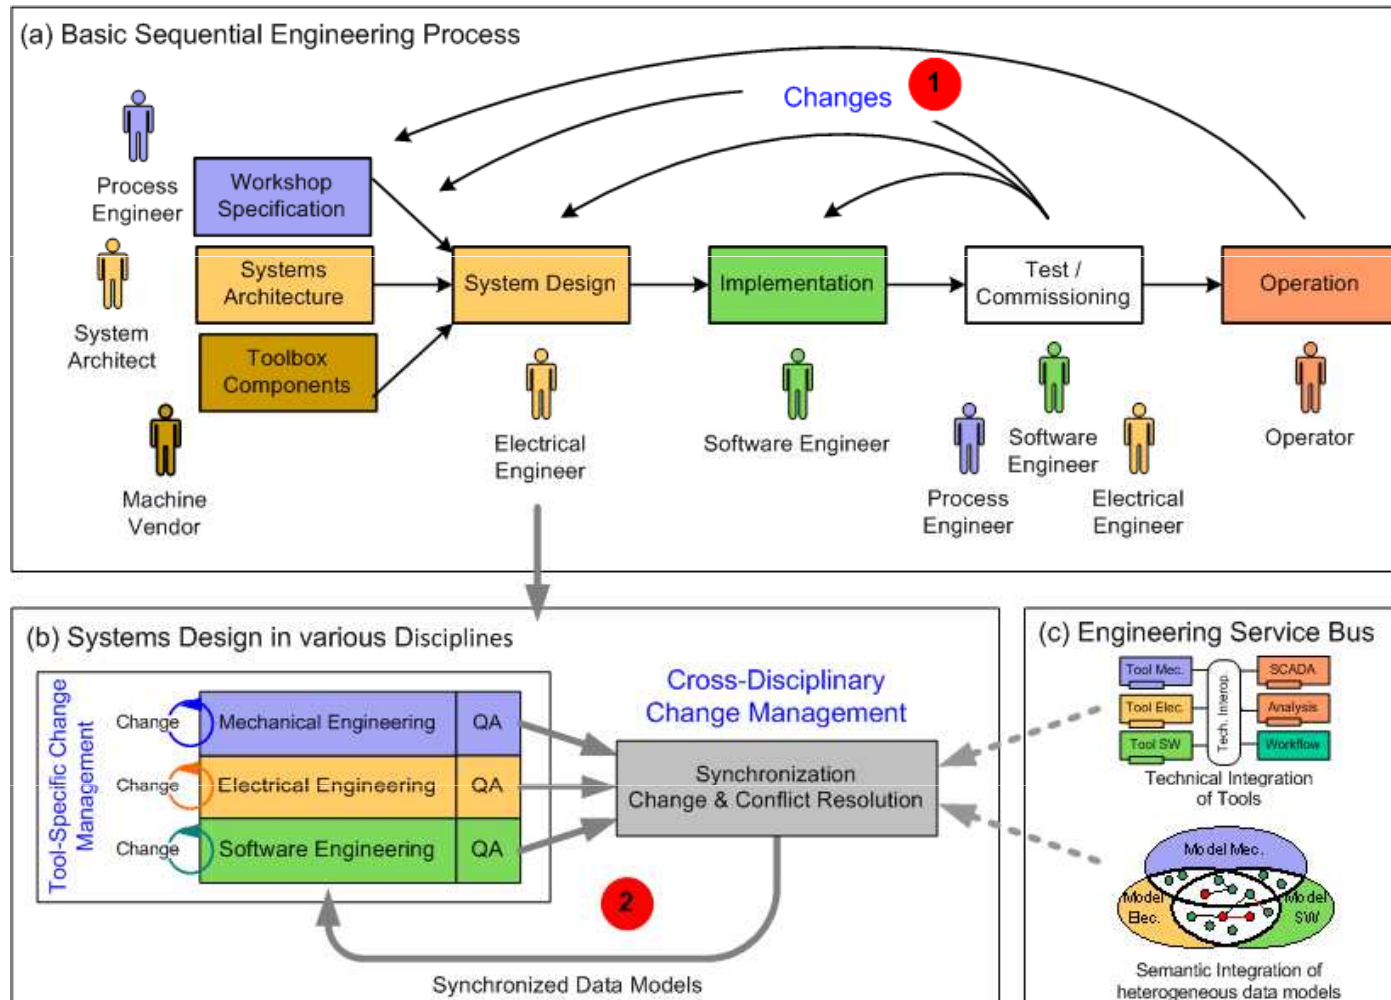 (a) Basic Sequential Engineering Process
Changes
1
Process
Engineer
Workshop
Specification
System
Architect
Systems
Architecture
Toolbox
Components
Machine
Vendor
System Design
Implementation
Test /
Commissioning
Operation
Electrical
Engineer
Software Engineer
Process
Engineer
Software
Engineer
Electrical
Engineer
Operator
(b) Systems Design in various Disciplines
Tool-Specific Change
Management
Change
Mechanical Engineering
QA
Change
Electrical Engineering
QA
Change
Software Engineering
QA
Cross-Disciplinary
Change Management
Synchronization
Change & Conflict Resolution
2
Synchronized Data Models
(c) Engineering Service Bus
Tool Mec.
Tool Elec.
Tool SW
Tech. Interop.
SCADA
Analysis
Workflow
Technical Integration
of Tools
Model Mec.
Model
Elec.
Model
SW
Semantic Integration of
heterogeneous data models